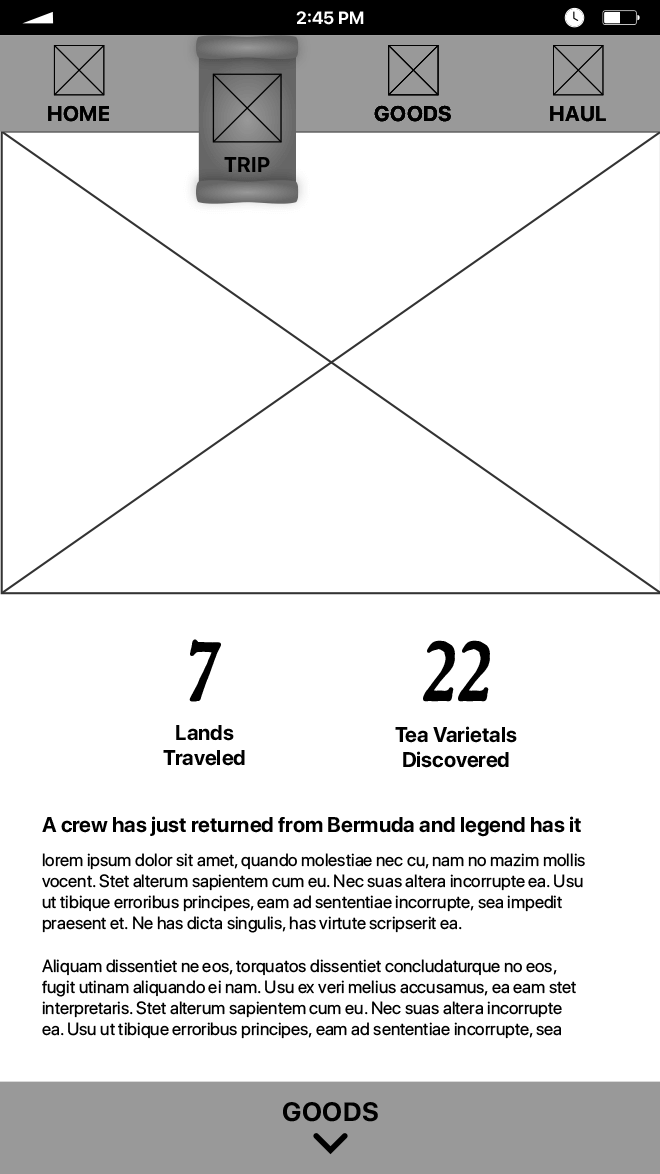 2:45 PM
HOME
TRIP
GOODS
HAUL
7
Lands
Traveled
22
Tea Varietals
Discovered
A crew has just returned from Bermuda and legend has it
lorem ipsum dolor sit amet, quando molestiae nec cu, nam no mazim mollis
vocent. Stet alterum sapientem cum eu. Nec suas altera incorrupte ea. Usu
ut tibique erroribus principes, eam ad sententiae incorrupte, sea impedit
praesent et. Ne has dicta singulis, has virtute scripserit ea.
Aliquam dissentiet ne eos, torquatos dissentiet concludaturque no eos,
fugit utinam aliquando ei nam. Usu ex veri melius accusamus, ea eam stet
interpretaris. Stet alterum sapientem cum eu. Nec suas altera incorrupte
ea. Usu ut tibique erroribus principes, eam ad sententiae incorrupte, sea
GOODS